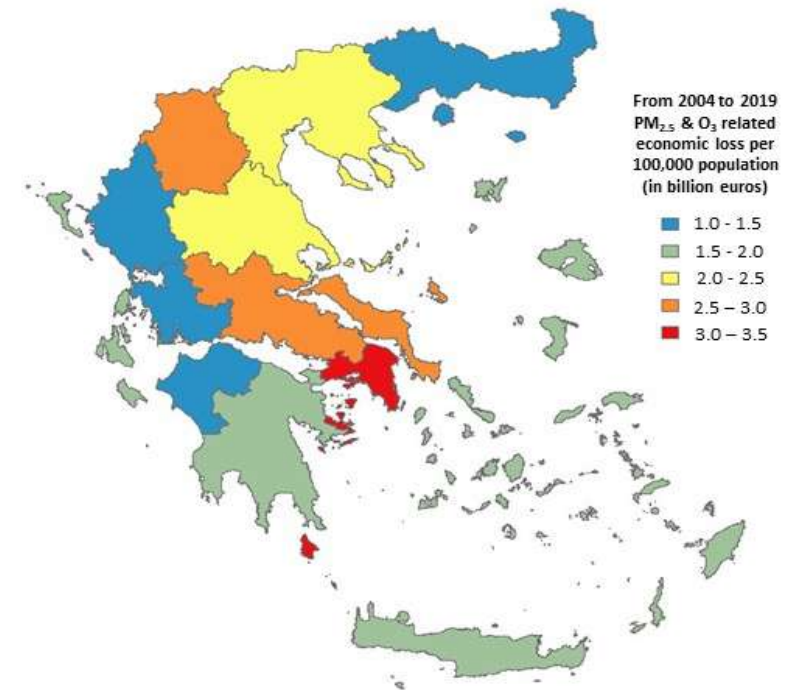 From 2004 to 2019
PM2.5 & O3 related
economic loss per
100,000 population
(in billion euros)
1.0 - 1.5
1.5 - 2.0
2.0 - 2.5
2.5 – 3.0
3.0 – 3.5